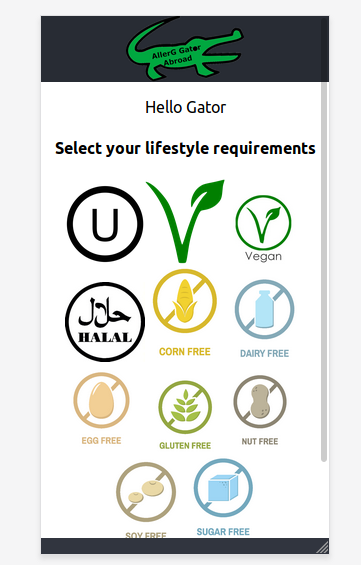 AllerG Gator
Abroad
Hello Gator
Select your lifestyle requirements
U
V
V
Vegan
حلال
HALAL
CORN FREE
DAIRY FREE
EGG FREE
GLUTEN FREE
NUT FREE
SOY FREE
SUGAR FREE